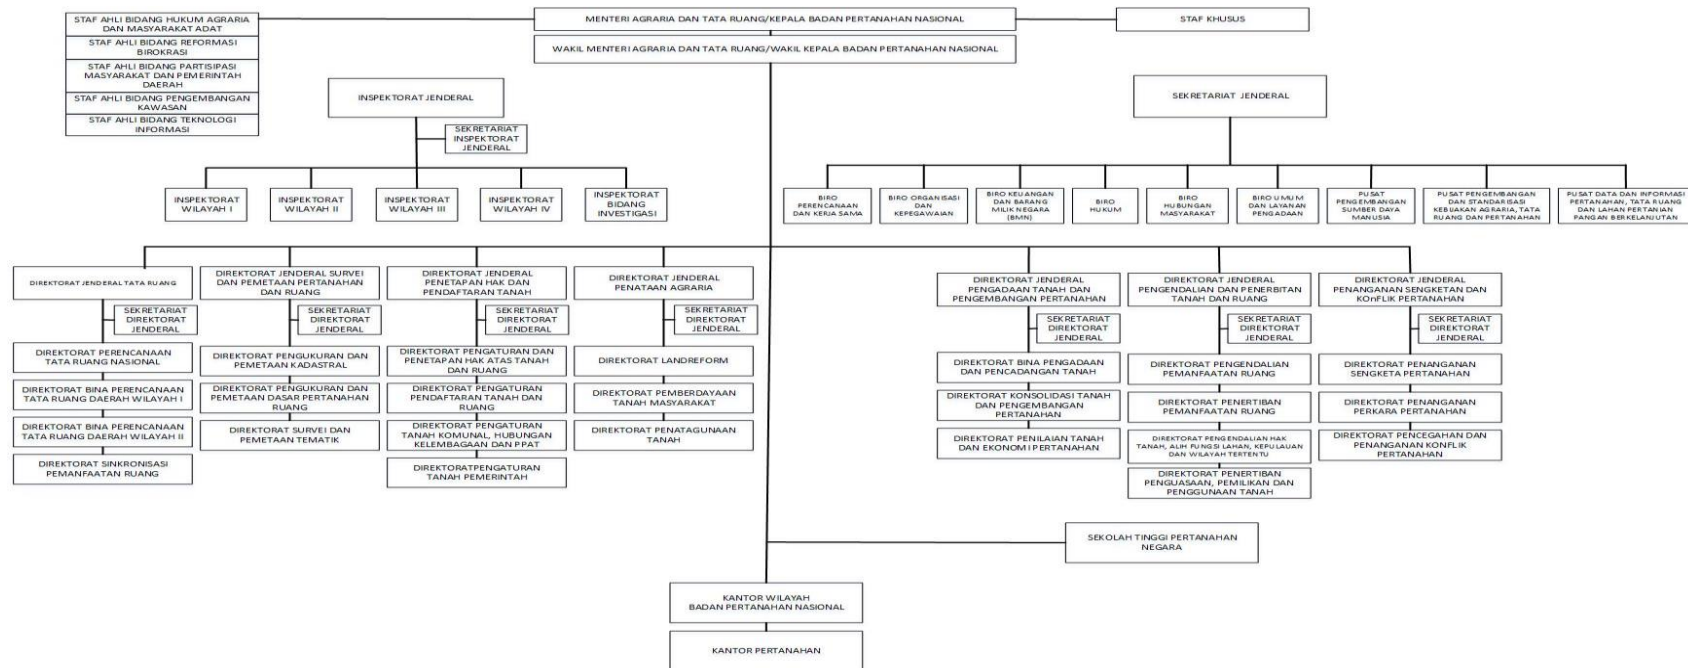 STAF AHLI BIDANG HUKUM AGRARIA
DAN MASYARAKAT ADAT
MENTERI AGRARIA DAN TATA RUANG/KEPALA BADAN PERTANAHAN NASIONAL
STAF KHUSUS
STAF AHLI BIDANG REFORMASI
BIROKRASI
WAKIL MENTERI AGRARIA DAN TATA RUANG/WAKIL KEPALA BADAN PERTANAHAN NASIONAL
STAF AHLI BIDANG PARTISIPASI
MASYARAKAT DAN PEMERINTAH
DAERAH
STAF AHLI BIDANG PENGEMBANGAN
KAWASAN
STAF AHLI BIDANG TEKNOLOGI
INFORMASI
INSPEKTORAT JENDERAL
SEKRETARIAT JENDERAL
SEKRETARIAT
INSPEKTORAT
JENDERAL
INSPEKTORAT
WILAYAH I
INSPEKTORAT
WILAYAH II
INSPEKTORAT
WILAYAH III
INSPEKTORAT
WILAYAH IV
INSPEKTORAT
BIDANG
INVESTIGASI
BIRO
PERENCANAAN
DAN KERJA SAMA
BIRO ORGANISASI
DAN
KEPEGAWAIAN
BIRO KEUANGAN
DAN BARANG
MILIK NEGARA
(BMN)
BIRO
HUKUM
BIRO
HUBUNGAN
MASYARAKAT
BIRO UMUM
DAN LAYANAN
PENGADAAN
PUSAT
PENGEMBANGAN
SUMBER DAYA
MANUSIA
PUSAT PENGEMBANGAN
DAN STANDARISASI
KEBIJAKAN AGRARIA, TATA
RUANG DAN PERTANAHAN
PUSAT DATA DAN INFORMASI
PERTANAHAN, TATA RUANG
DAN LAHAN PERTANIAN
PANGAN BERKELANJUTAN
DIREKTORAT JENDERAL TATA RUANG
SEKRETARIAT
DIREKTORAT
JENDERAL
DIREKTORAT PERENCANAAN
TATA RUANG NASIONAL
DIREKTORAT BINA PERENCANAAN
TATA RUANG DAERAH WILAYAH I
DIREKTORAT BINA PERENCANAAN
TATA RUANG DAERAH WILAYAH II
DIREKTORAT SINKRONISASI
PEMANFAATAN RUANG
DIREKTORAT JENDERAL SURVEI
DAN PEMETAAN PERTANAHAN
DAN RUANG
SEKRETARIAT
DIREKTORAT
JENDERAL
DIREKTORAT PENGUKURAN DAN
PEMETAAN KADASTRAL
DIREKTORAT PENGUKURAN DAN
PEMETAAN DASAR PERTANAHAN
RUANG
DIREKTORAT SURVEI DAN
PEMETAAN TEMATIK
DIREKTORAT JENDERAL
PENETAPAN HAK DAN
PENDAFTARAN TANAH
SEKRETARIAT
DIREKTORAT
JENDERAL
DIREKTORAT PENGATURAN DAN
PENETAPAN HAK ATAS TANAH
DAN RUANG
DIREKTORAT PENGATURAN
PENDAFTARAN TANAH DAN
RUANG
DIREKTORAT PENGATURAN
TANAH KOMUNAL, HUBUNGAN
KELEMBAGAAN DAN PPAT
DIREKTORATPENGATURAN
TANAH PEMERINTAH
DIREKTORAT JENDERAL
PENATAAN AGRARIA
SEKRETARIAT
DIREKTORAT
JENDERAL
DIREKTORAT LANDREFORM
DIREKTORAT PEMBERDAYAAN
TANAH MASYARAKAT
DIREKTORAT PENATAGUNAAN
TANAH
DIREKTORAT JENDERAL
PENGADAAN TANAH DAN
PENGEMBANGAN PERTANAHAN
SEKRETARIAT
DIREKTORAT
JENDERAL
DIREKTORAT BINA PENGADAAN
DAN PENCADANGAN TANAH
DIREKTORAT KONSOLIDASI TANAH
DAN PENGEMBANGAN
PERTANAHAN
DIREKTORAT PENILAIAN TANAH
DAN EKONOMI PERTANAHAN
DIREKTORAT JENDERAL
PENGENDALIAN DAN PENERBITAN
TANAH DAN RUANG
SEKRETARIAT
DIREKTORAT
JENDERAL
DIREKTORAT PENGENDALIAN
PEMANFAATAN RUANG
DIREKTORAT PENERTIBAN
PEMANFAATAN RUANG
DIREKTORAT PENGENDALIAN HAK
TANAH, ALIH FUNGSI LAHAN, KEPULAUAN
DAN WILAYAH TERTENTU
DIREKTORAT PENERTIBAN
PENGUASAAN, PEMILIKAN DAN
PENGGUNAAN TANAH
DIREKTORAT JENDERAL
PENANGANAN SENGKETAN DAN
KOnFLIK PERTANAHAN
SEKRETARIAT
DIREKTORAT
JENDERAL
DIREKTORAT PENANGANAN
SENGKETA PERTANAHAN
DIREKTORAT PENANGANAN
PERKARA PERTANAHAN
DIREKTORAT PENCEGAHAN DAN
PENANGANAN KONFLIK
PERTANAHAN
SEKOLAH TINGGI PERTANAHAN
NEGARA
KANTOR WILAYAH
BADAN PERTANAHAN NASIONAL
KANTOR PERTANAHAN